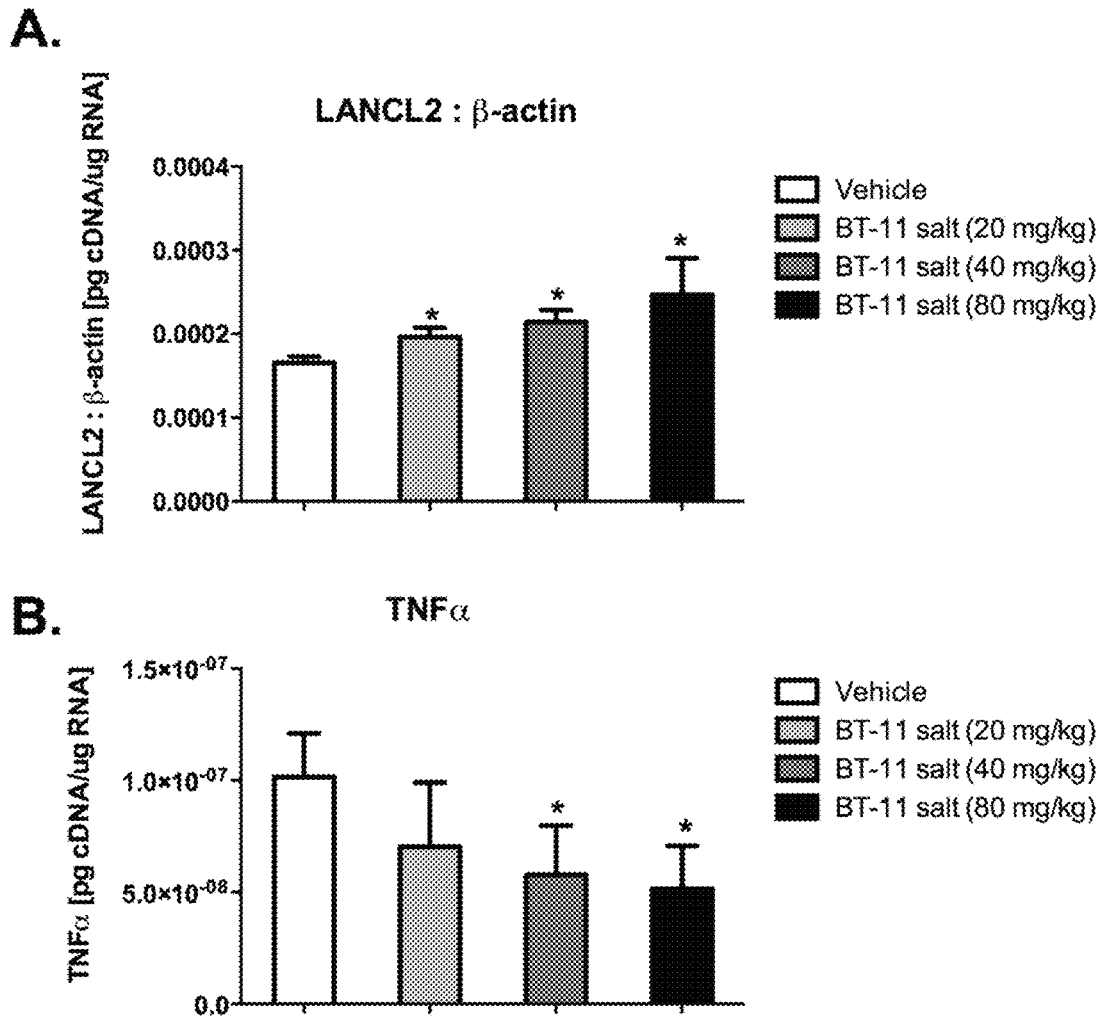 A.
LANCL2 : β-actin
LANCL2 : β-actin [pg cDNA/ug RNA]
0.0004
0.0003
0.0002
0.0001
0.0000
* * *
Vehicle
BT-11 salt (20 mg/kg)
BT-11 salt (40 mg/kg)
BT-11 salt (80 mg/kg)
B.
TNFα
TNFα [pg cDNA/ug RNA]
1.5×10-07
1.0×10-07
5.0×10-08
0.0
* *
Vehicle
BT-11 salt (20 mg/kg)
BT-11 salt (40 mg/kg)
BT-11 salt (80 mg/kg)